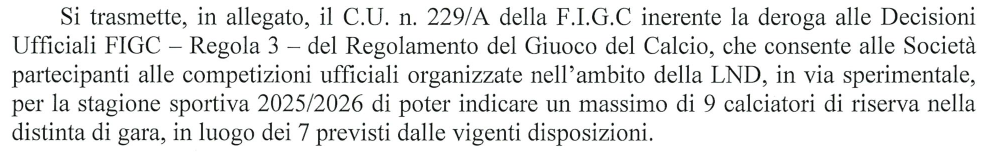 Si trasmette, in allegato, il C.U. n. 229/A della F.I.G.C inerente la deroga alle Decisioni
Ufficiali FIGC – Regola 3 – del Regolamento del Giuoco del Calcio, che consente alle Società
partecipanti alle competizioni ufficiali organizzate nell'ambito della LND, in via sperimentale,
per la stagione sportiva 2025/2026 di poter indicare un massimo di 9 calciatori di riserva nella
distinta di gara, in luogo dei 7 previsti dalle vigenti disposizioni.